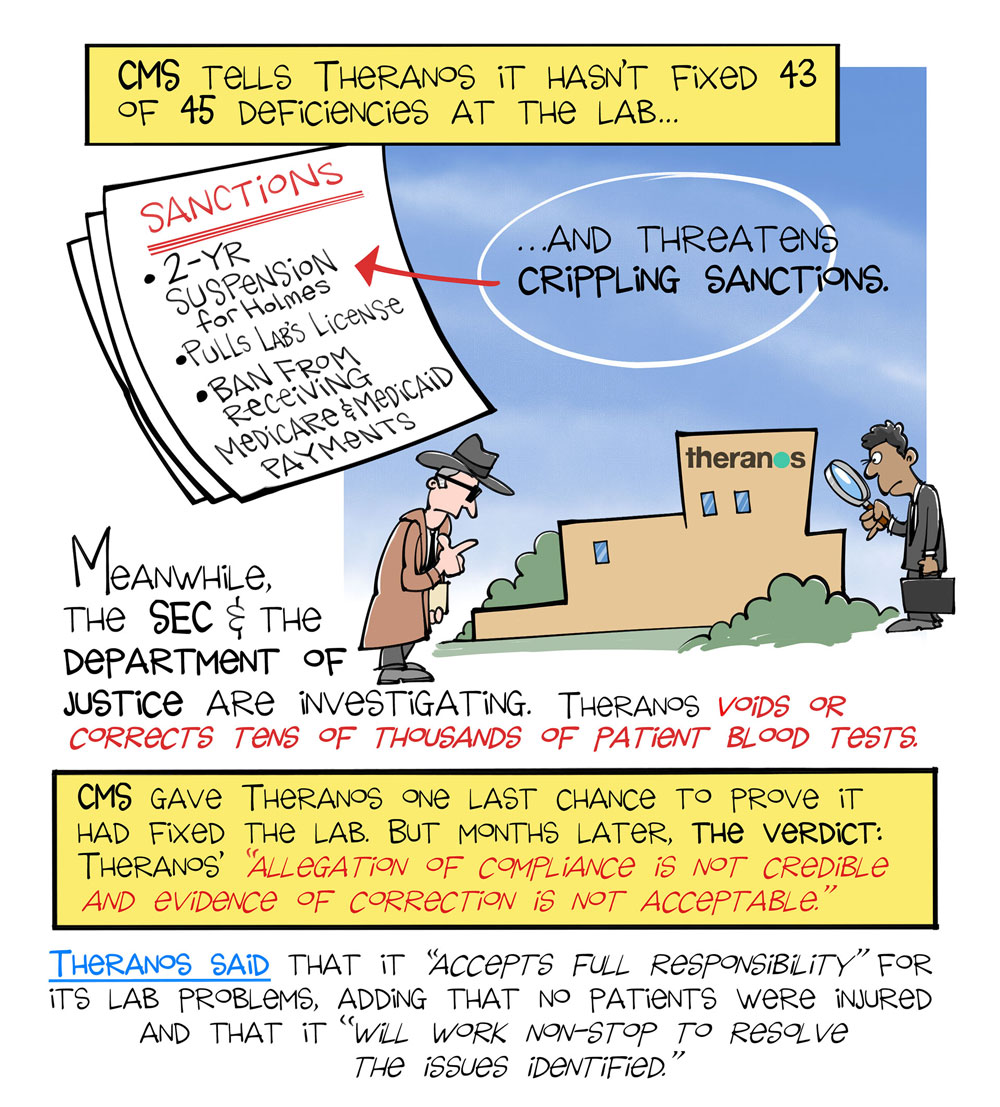 CMS TELLS THERANOS IT HASN'T FIXED 43
OF 45 DEFICIENCIES AT THE LAB...
SANCTIONS
• 2-YR
SUSPENSION
for Holmes
• PULLS LAB'S LICENSE
• BAN FROM
RECEIVING
MEDICARE & MEDICAID
PAYMENTS
...AND THREATENS
CRIPPLING SANCTIONS.
theranos
MEANWHILE,
THE SEC & THE
DEPARTMENT OF
JUSTICE ARE INVESTIGATING. THERANOS VOIDS OR
CORRECTS TENS OF THOUSANDS OF PATIENT BLOOD TESTS.
CMS GAVE THERANOS ONE LAST CHANCE TO PROVE IT
HAD FIXED THE LAB. BUT MONTHS LATER, THE VERDICT:
THERANOS' "ALLEGATION OF COMPLIANCE IS NOT CREDIBLE
AND EVIDENCE OF CORRECTION IS NOT ACCEPTABLE."
THERANOS SAID THAT IT "ACCEPTS FULL RESPONSIBILITY" FOR
ITS LAB PROBLEMS, ADDING THAT NO PATIENTS WERE INJURED
AND THAT IT "WILL WORK NON-STOP TO RESOLVE
THE ISSUES IDENTIFIED."